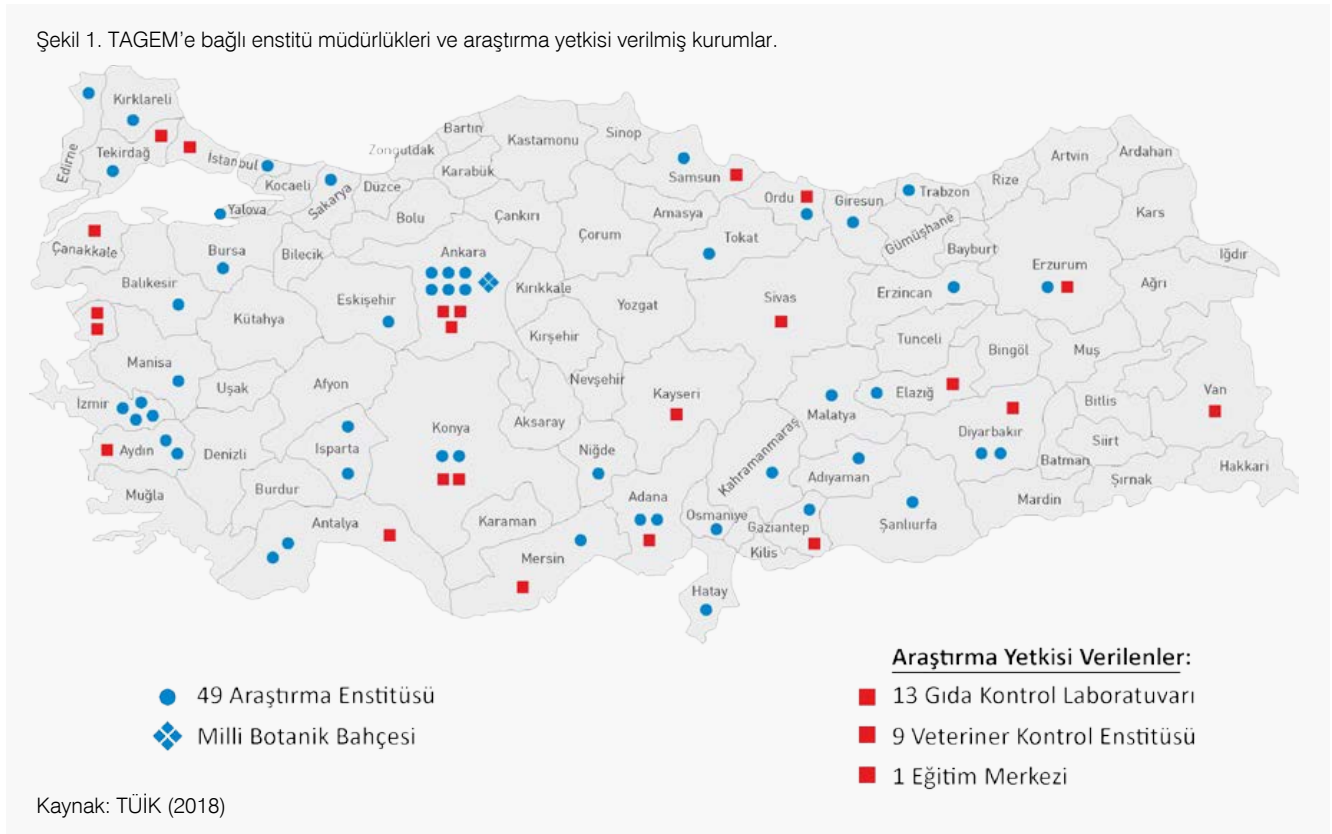 Şekil 1. TAGEM'e bağlı enstitü müdürlükleri ve araştırma yetkisi verilmiş kurumlar.
Kırklareli
Edirne
Tekirdağ
İstanbul
Kocaeli
Sakarya
Düzce
Zonguldak
Bartın
Karabük
Kastamonu
Sinop
Samsun
Ordu
Giresun
Trabzon
Rize
Artvin
Ardahan
Kars
Iğdır
Yalova
Bolu
Çankırı
Amasya
Çorum
Tokat
Gümüşhane
Bayburt
Erzurum
Ağrı
Çanakkale
Bursa
Bilecik
Ankara
Balıkesir
Eskişehir
Kırıkkale
Kütahya
Yozgat
Sivas
Erzincan
Kırşehir
Tunceli
Bingöl
Muş
Manisa
Uşak
Afyon
Nevşehir
Kayseri
Malatya
Elazığ
Bitlis
Van
İzmir
Aksaray
Konya
Isparta
Aydın
Denizli
Niğde
Kahramanmaraş
Adıyaman
Diyarbakır
Batman
Siirt
Şırnak
Hakkari
Muğla
Burdur
Antalya
Karaman
Mersin
Adana
Osmaniye
Gaziantep
Kilis
Şanlıurfa
Mardin
Hatay
49 Araştırma Enstitüsü
Milli Botanik Bahçesi
Araştırma Yetkisi Verilenler:
13 Gıda Kontrol Laboratuvarı
9 Veteriner Kontrol Enstitüsü
1 Eğitim Merkezi
Kaynak: TÜİK (2018)